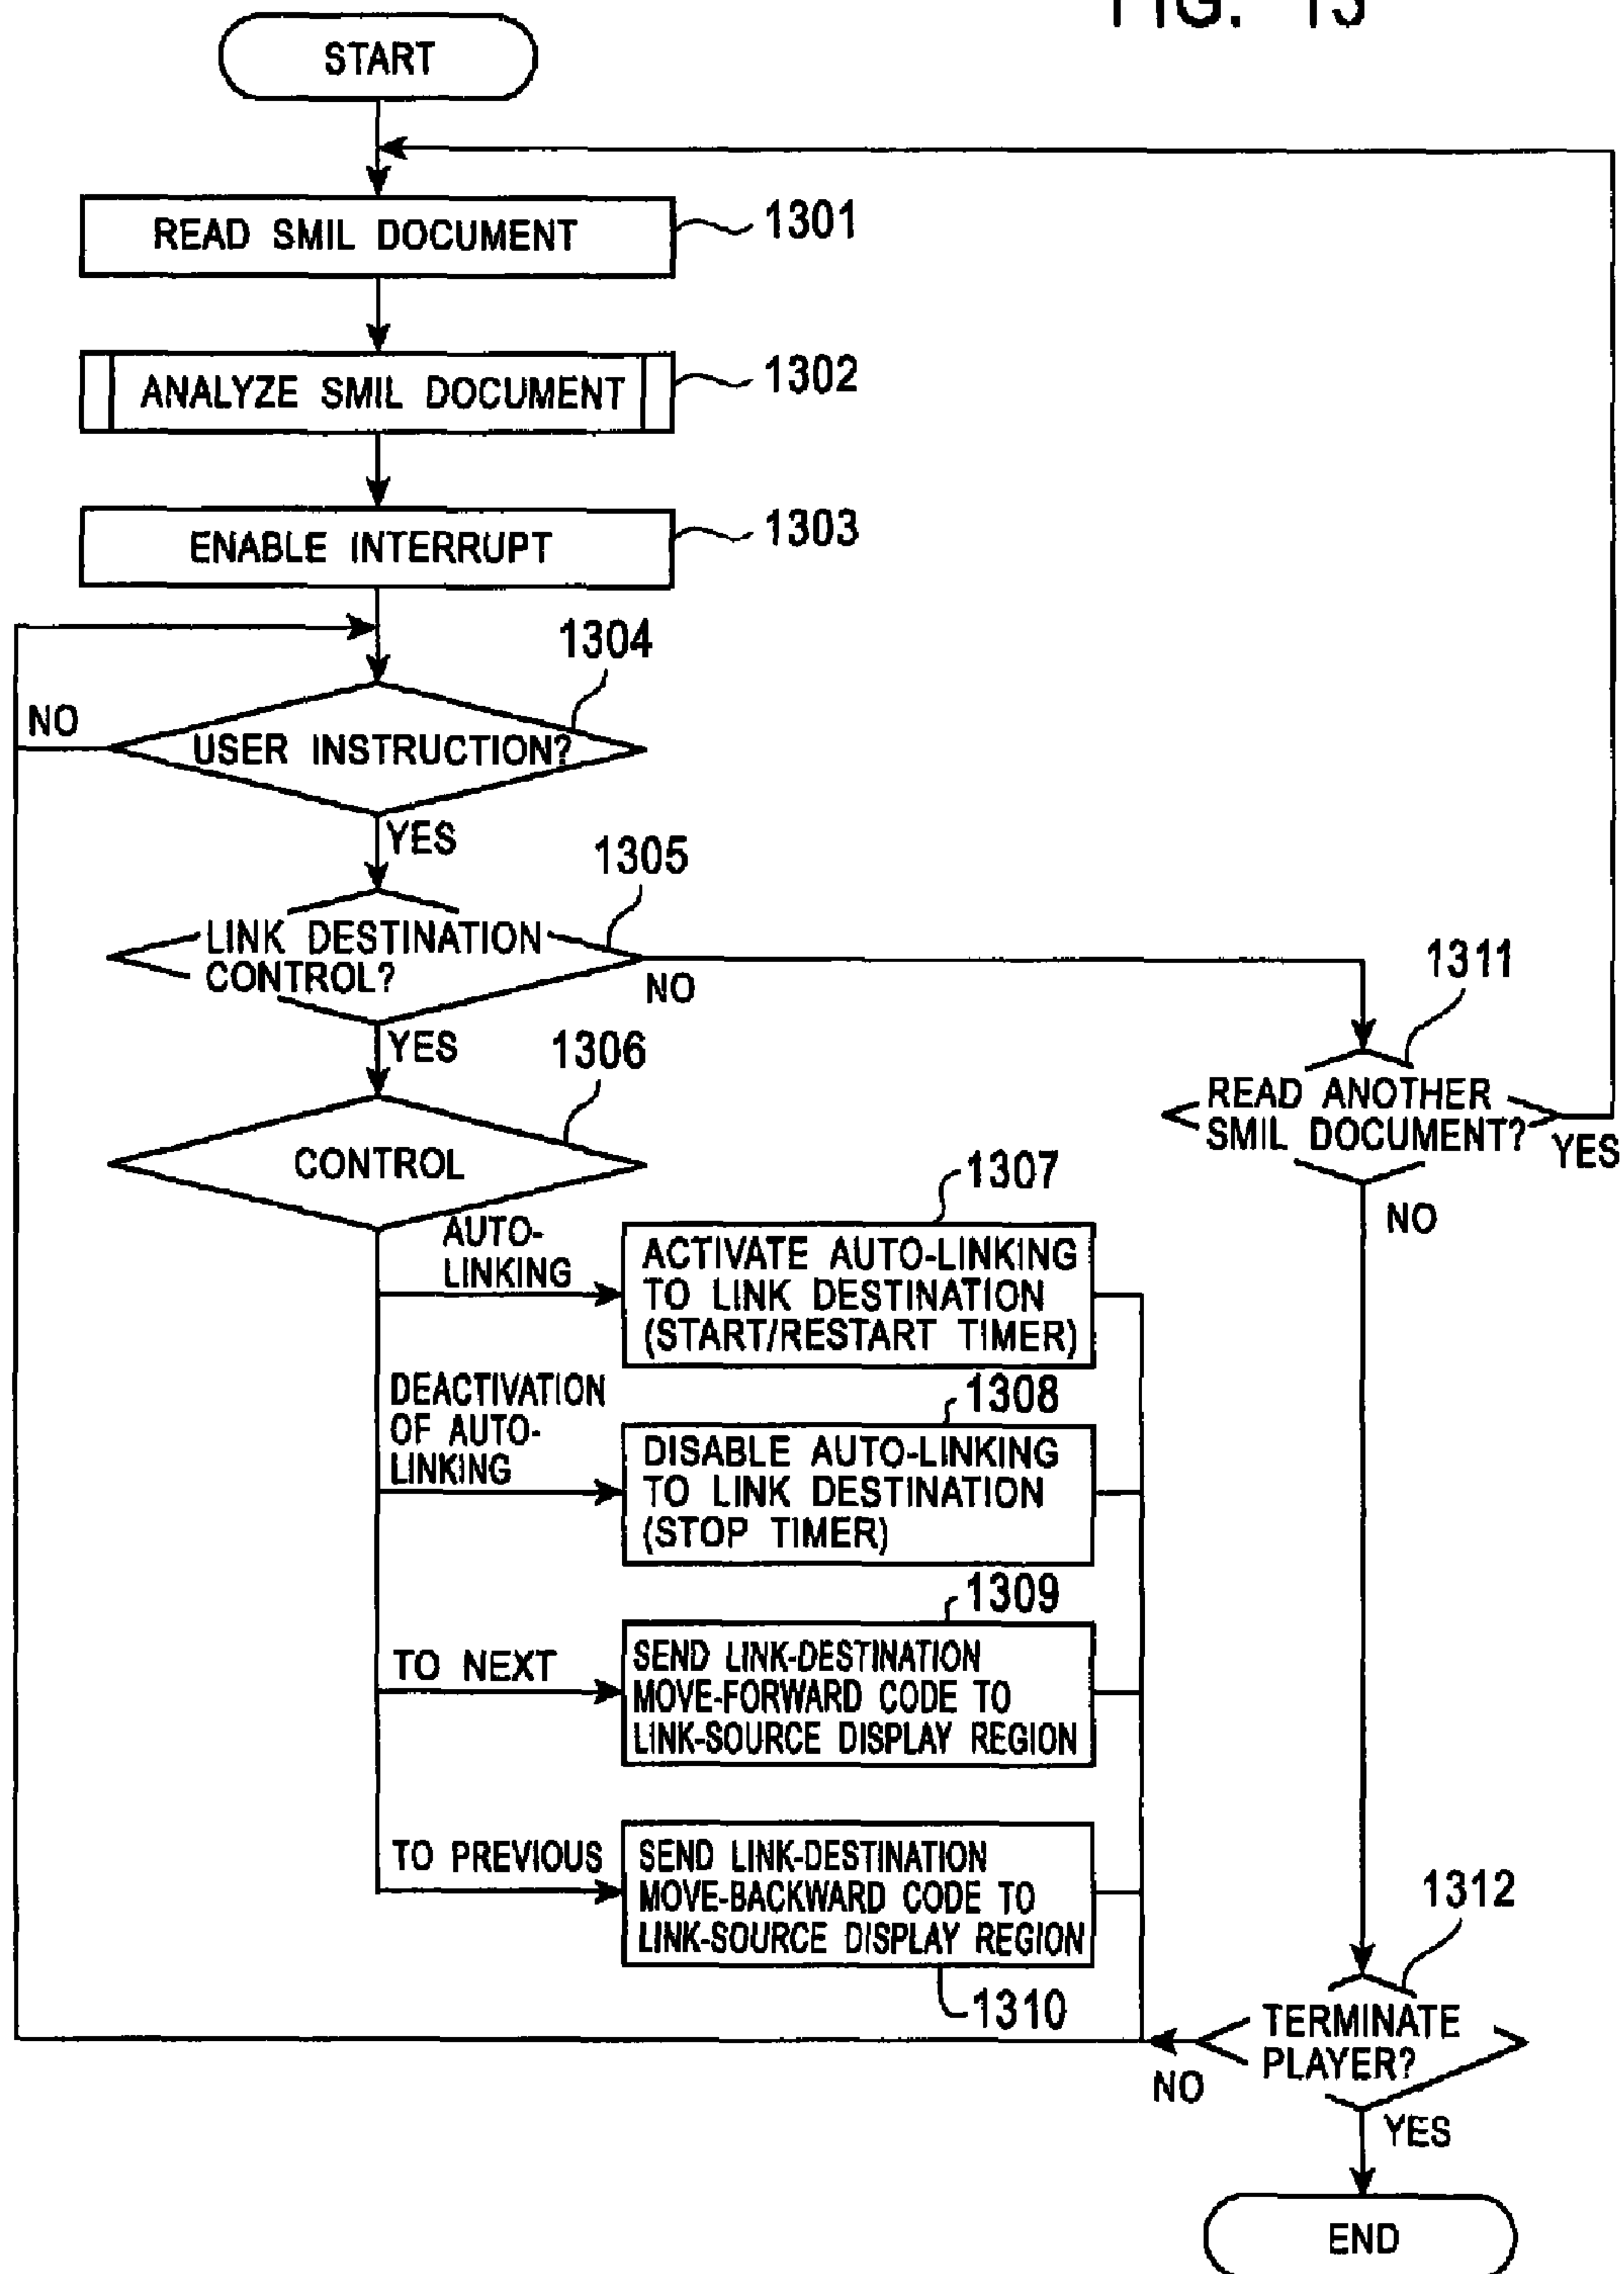 FIG. 13
START
READ SMIL DOCUMENT
1301
ANALYZE SMIL DOCUMENT
1302
ENABLE INTERRUPT
1303
1304
NO
USER INSTRUCTION?
YES
1305
LINK DESTINATION
CONTROL?
NO
YES
1306
CONTROL
1311
READ ANOTHER
SMIL DOCUMENT?
YES
NO
AUTO-
LINKING
1307
ACTIVATE AUTO-LINKING
TO LINK DESTINATION
(START/RESTART TIMER)
DEACTIVATION
OF AUTO-
LINKING
1308
DISABLE AUTO-LINKING
TO LINK DESTINATION
(STOP TIMER)
1309
TO NEXT
SEND LINK-DESTINATION
MOVE-FORWARD CODE TO
LINK-SOURCE DISPLAY REGION
TO PREVIOUS
SEND LINK-DESTINATION
MOVE-BACKWARD CODE TO
LINK-SOURCE DISPLAY REGION
1310
1312
TERMINATE
PLAYER?
NO
YES
END